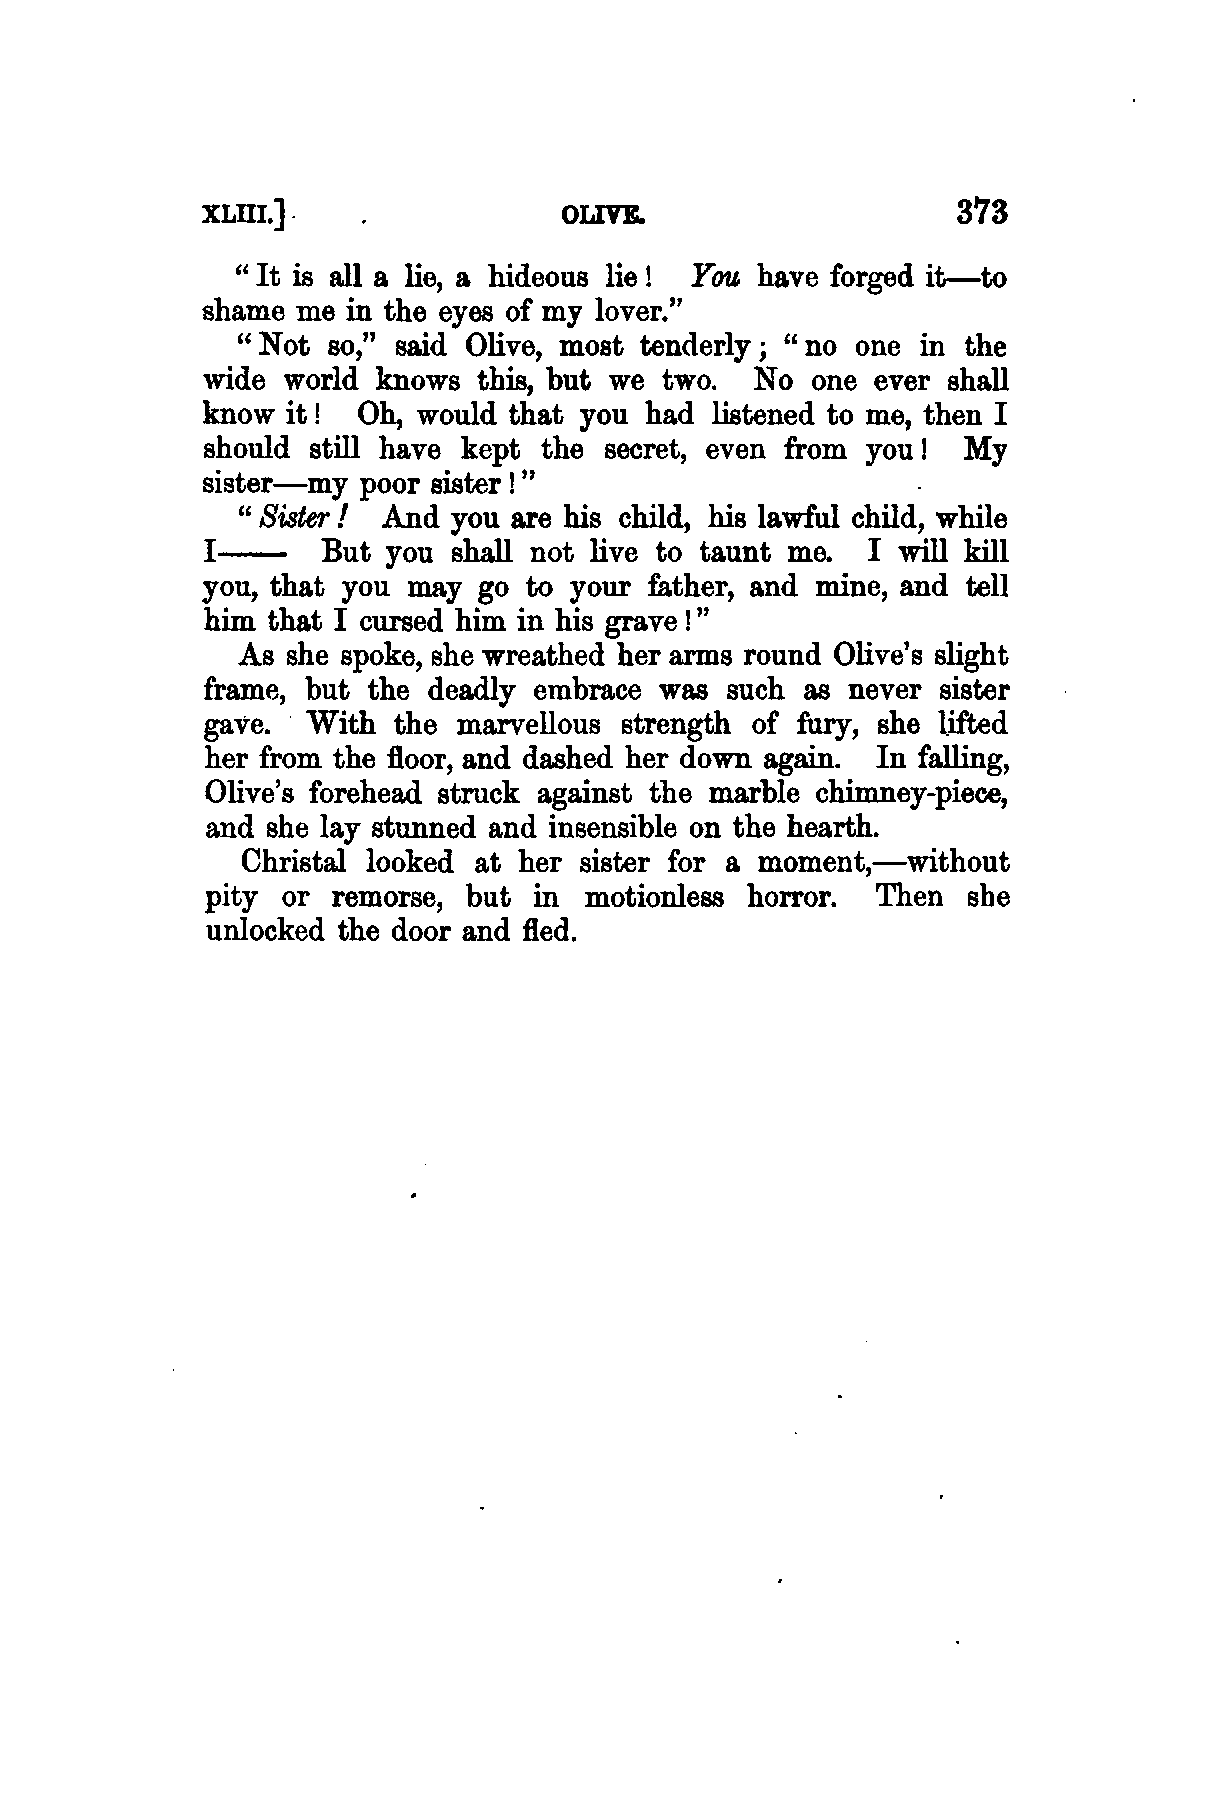 XLIII.] OLIVE. 373
"It is all a lie, a hideous lie! You have forged it—to
shame me in the eyes of my lover."
"Not so," said Olive, most tenderly; "no one in the
wide world knows this, but we two. No one ever shall
know it! Oh, would that you had listened to me, then I
should still have kept the secret, even from you! My
sister—my poor sister!"
"Sister! And you are his child, his lawful child, while
I—— But you shall not live to taunt me. I will kill
you, that you may go to your father, and mine, and tell
him that I cursed him in his grave!"
As she spoke, she wreathed her arms round Olive's slight
frame, but the deadly embrace was such as never sister
gave. With the marvellous strength of fury, she lifted
her from the floor, and dashed her down again. In falling,
Olive's forehead struck against the marble chimney-piece,
and she lay stunned and insensible on the hearth.
Christal looked at her sister for a moment,—without
pity or remorse, but in motionless horror. Then she
unlocked the door and fled.